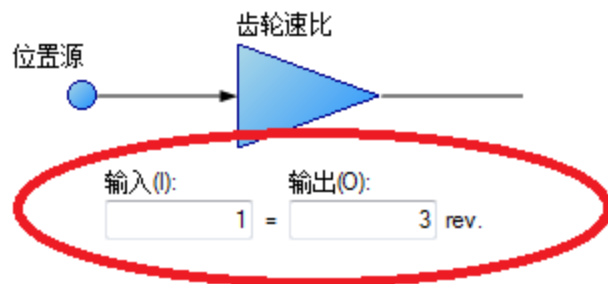 齿轮速比
位置源
输入(I): 输出(O):
1 = 3 rev.